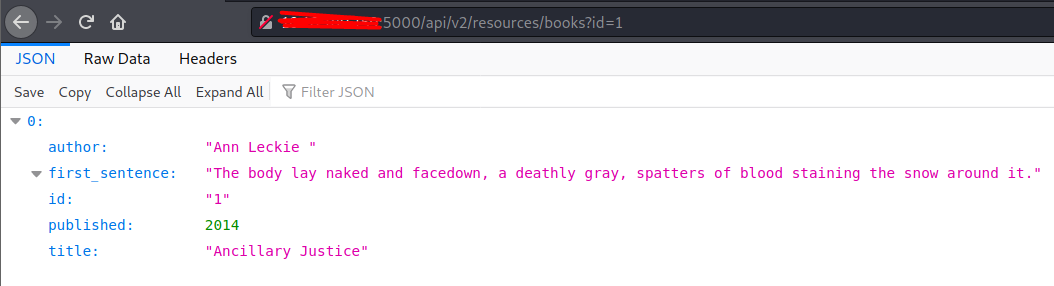 :5000/api/v2/resources/books?id=1
JSON Raw Data Headers
Save Copy Collapse All Expand All Filter JSON
0:
author: "Ann Leckie "
first_sentence: "The body lay naked and facedown, a deathly gray, spatters of blood staining the snow around it."
id: "1"
published: 2014
title: "Ancillary Justice"